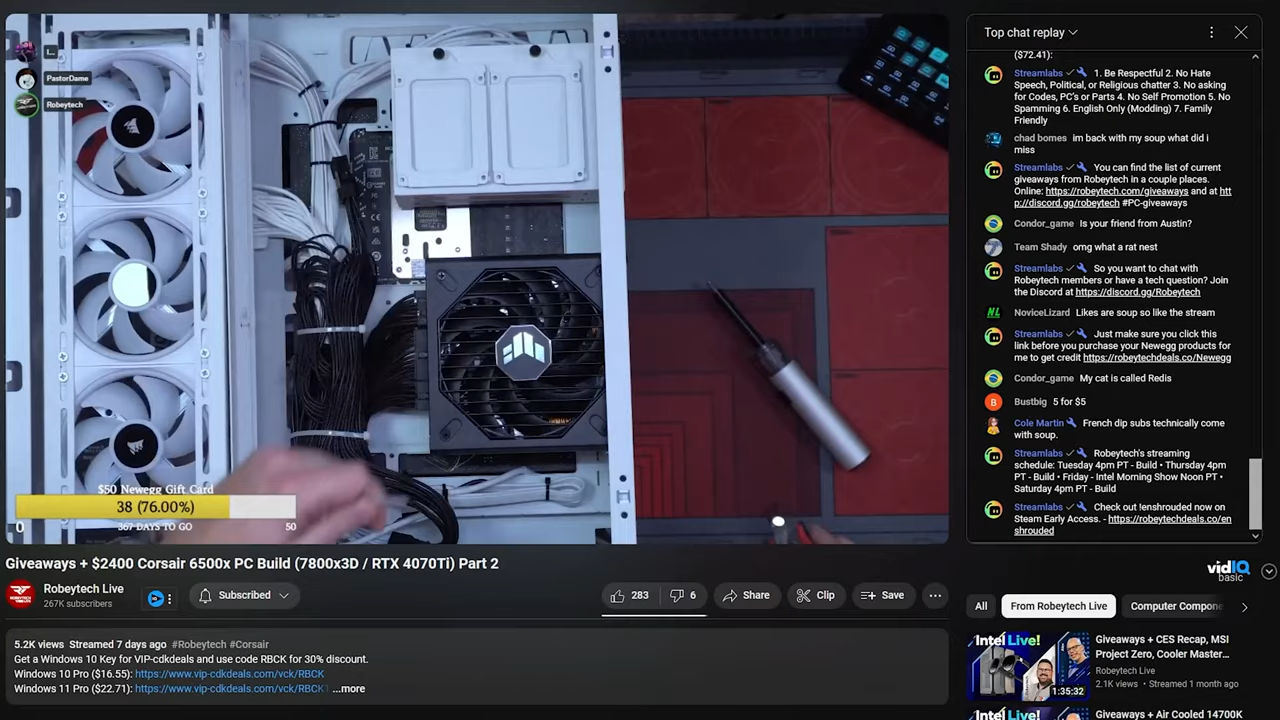 L_
PastorDame
Robeytech
$50 Newegg Gift Card
38 (76.00%)
0
367 DAYS TO GO
50
Giveaways + $2400 Corsair 6500x PC Build (7800x3D / RTX 4070Ti) Part 2
Robeytech Live
267K subscribers
Subscribed
283
6
Share
Clip
Save
5.2K views Streamed 7 days ago #Robeytech #Corsair
Get a Windows 10 Key for VIP-cdkdeals and use code RBCK for 30% discount.
Windows 10 Pro ($16.55): https://www.vip-cdkdeals.com/vck/RBCK
Windows 11 Pro ($22.71): https://www.vip-cdkdeals.com/vck/RBCK1 ...more
Top chat replay
($72.41):
Streamlabs 1. Be Respectful 2. No Hate
Speech, Political, or Religious chatter 3. No asking
for Codes, PC's or Parts 4. No Self Promotion 5. No
Spamming 6. English Only (Modding) 7. Family
Friendly
chad bomes im back with my soup what did i
miss
Streamlabs You can find the list of current
giveaways from Robeytech in a couple places.
Online: https://robeytech.com/giveaways and at htt
p://discord.gg/robeytech #PC-giveaways
Condor_game Is your friend from Austin?
Team Shady omg what a rat nest
Streamlabs So you want to chat with
Robeytech members or have a tech question? Join
the Discord at https://discord.gg/Robeytech
NL
NoviceLizard Likes are soup so like the stream
Streamlabs Just make sure you click this
link before you purchase your Newegg products for
me to get credit https://robeytechdeals.co/Newegg
Condor_game My cat is called Redis
B
Bustbig 5 for $5
Cole Martin French dip subs technically come
with soup.
Streamlabs Robeytech's streaming
schedule: Tuesday 4pm PT - Build • Thursday 4pm
PT - Build • Friday - Intel Morning Show Noon PT •
Saturday 4pm PT - Build
Streamlabs Check out !enshrouded now on
Steam Early Access. - https://robeytechdeals.co/en
shrouded
vidIQ
basic
All
From Robeytech Live
Computer Compone
Intel Live!
1:35:32
Giveaways + CES Recap, MSI
Project Zero, Cooler Master...
Robeytech Live
2.1K views • Streamed 1 month ago
Intel Live!
Giveaways + Air Cooled 14700K